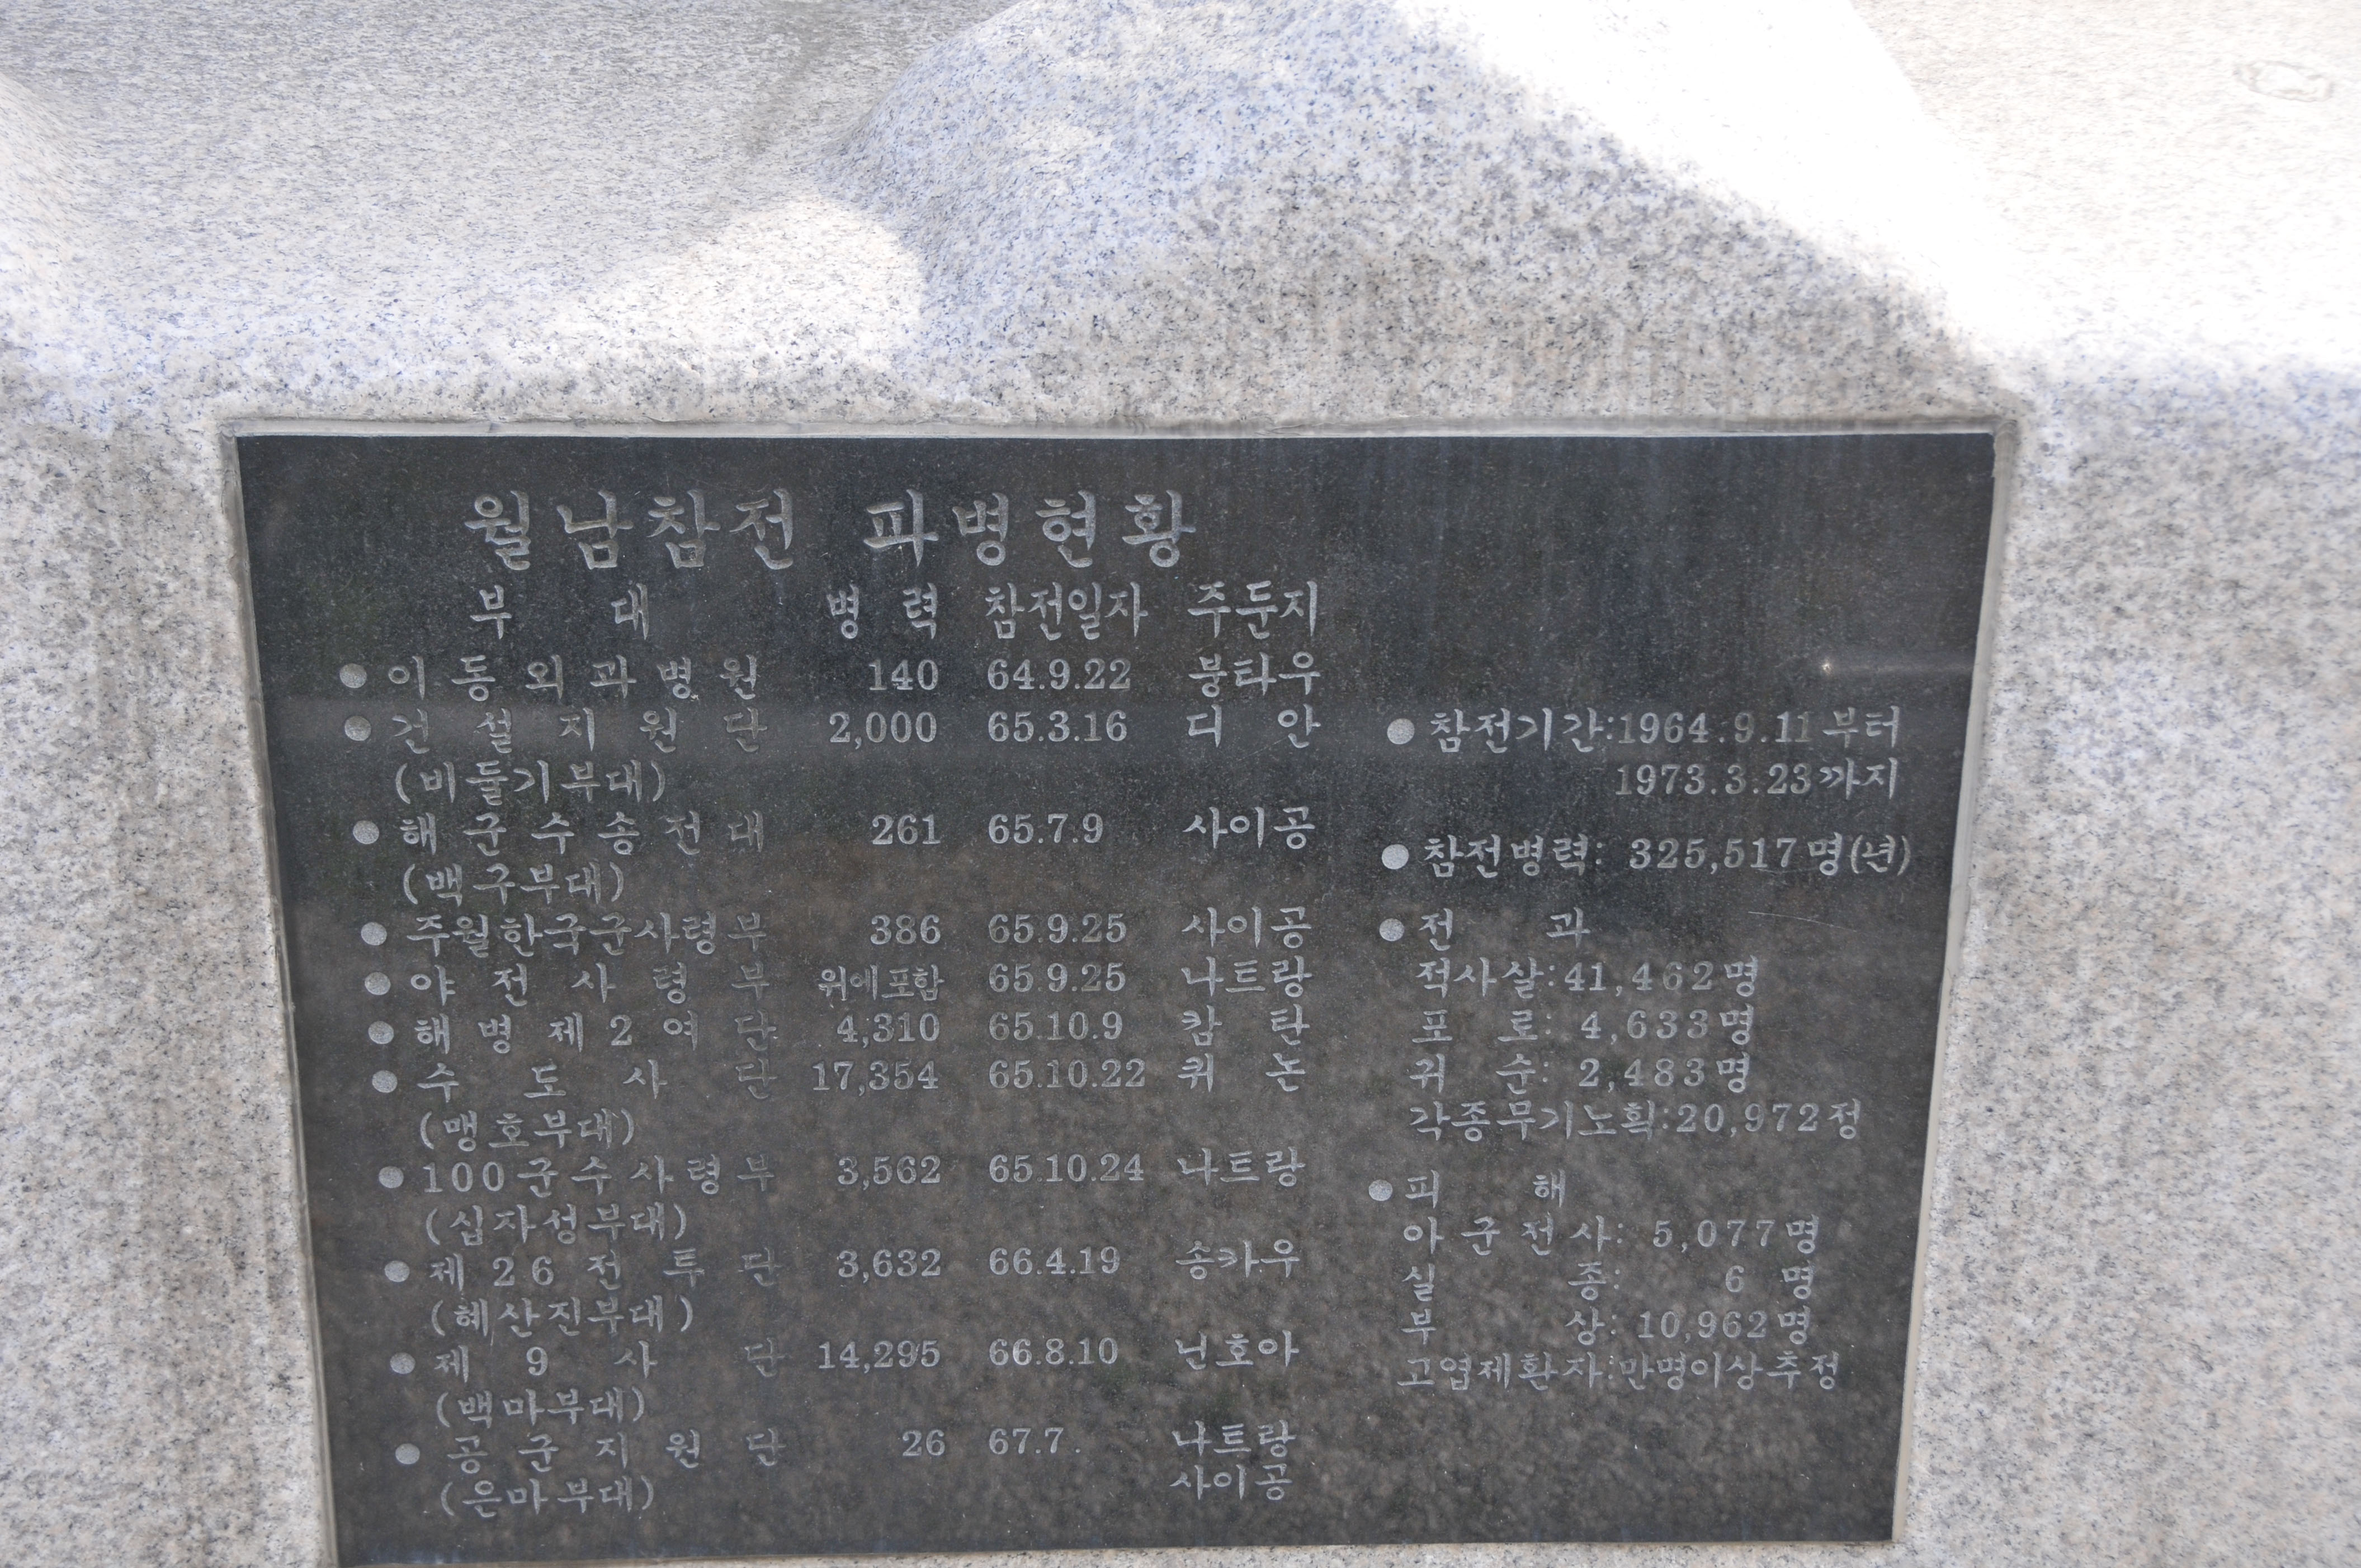 월남참전 파병현황
부대 병력 참전일자 주둔지
● 이동외과병원 140 64.9.22 붕타우
● 건설지원단 2,000 65.3.16 디안
(비둘기부대)
● 해군수송전대 261 65.7.9 사이공
(백구부대)
● 주월한국군사령부 386 65.9.25 사이공
● 야전사령부 위에포함 65.9.25 나트랑
● 해병제2여단 4,310 65.10.9 캄란
● 수도사단 17,354 65.10.22 퀴논
(맹호부대)
● 100군수사령부 3,562 65.10.24 나트랑
(십자성부대)
● 제26전투단 3,632 66.4.19 송카우
(혜산진부대)
● 제9사단 14,295 66.8.10 닌호아
(백마부대)
● 공군지원단 26 67.7. 나트랑
(은마부대) 사이공
● 참전기간:1964.9.11부터
1973.3.23까지
● 참전병력: 325,517명(년)
● 전과
적사살:41,462명
포로: 4,633명
귀순: 2,483명
각종무기노획:20,972정
● 피해
아군전사: 5,077명
실종: 6명
부상: 10,962명
고엽제환자:만명이상추정